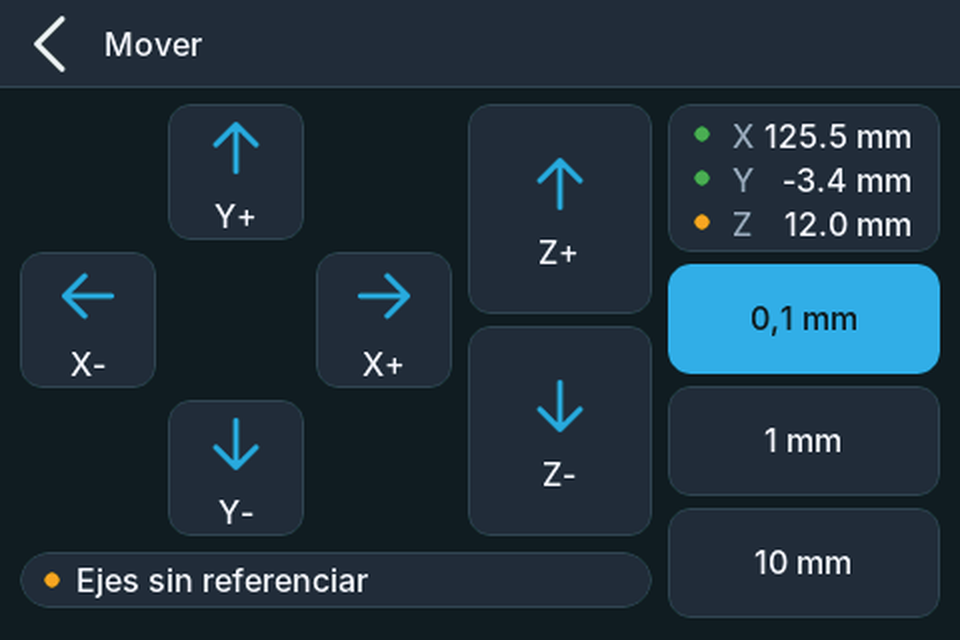 Mover
Y+
X-
X+
Y-
Z+
Z-
X 125.5 mm
Y -3.4 mm
Z 12.0 mm
0,1 mm
1 mm
10 mm
Ejes sin referenciar